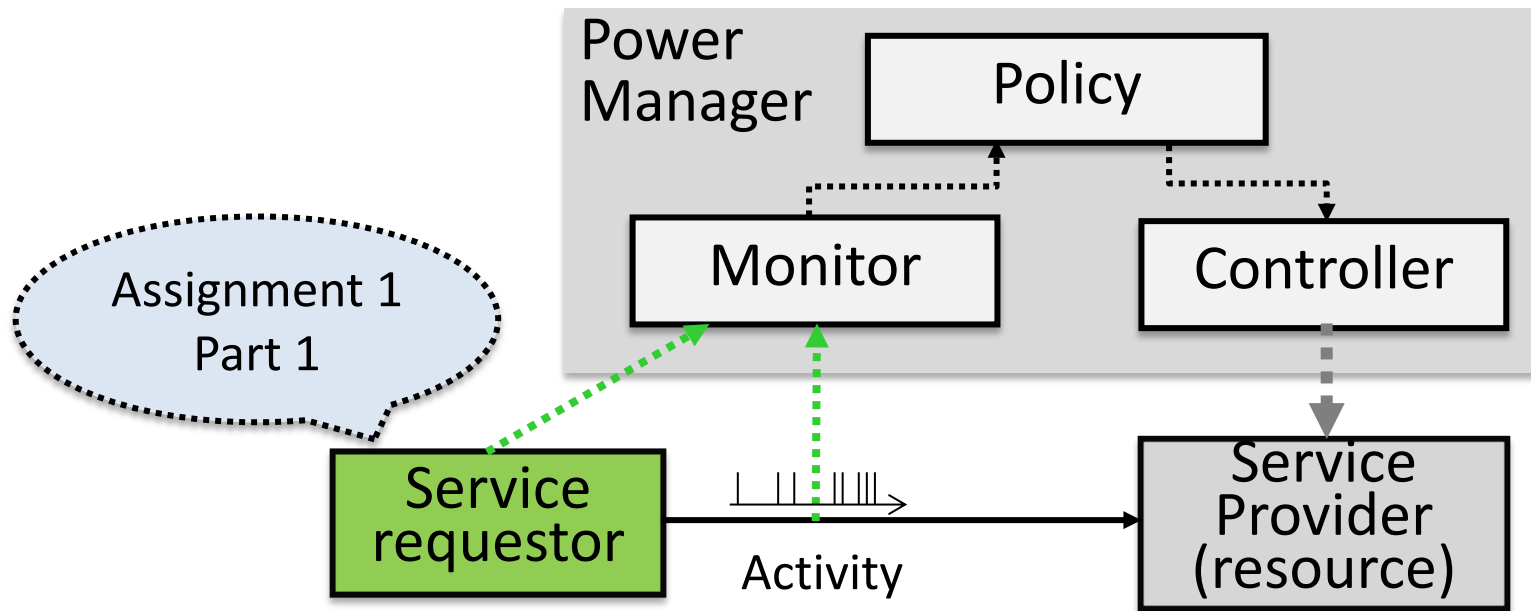 Power
Manager
Policy
Monitor
Controller
Assignment 1
Part 1
Service
requestor
Activity
Service
Provider
(resource)